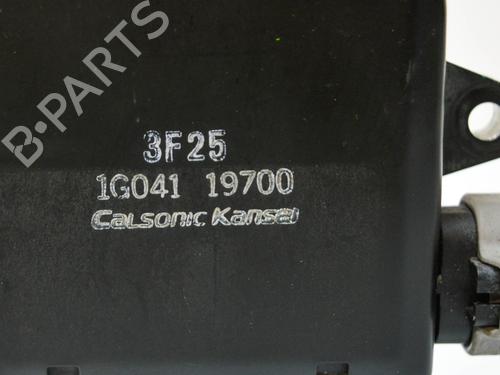 B-PARTS
3F25
1G041 19700
Calsonic Kansei